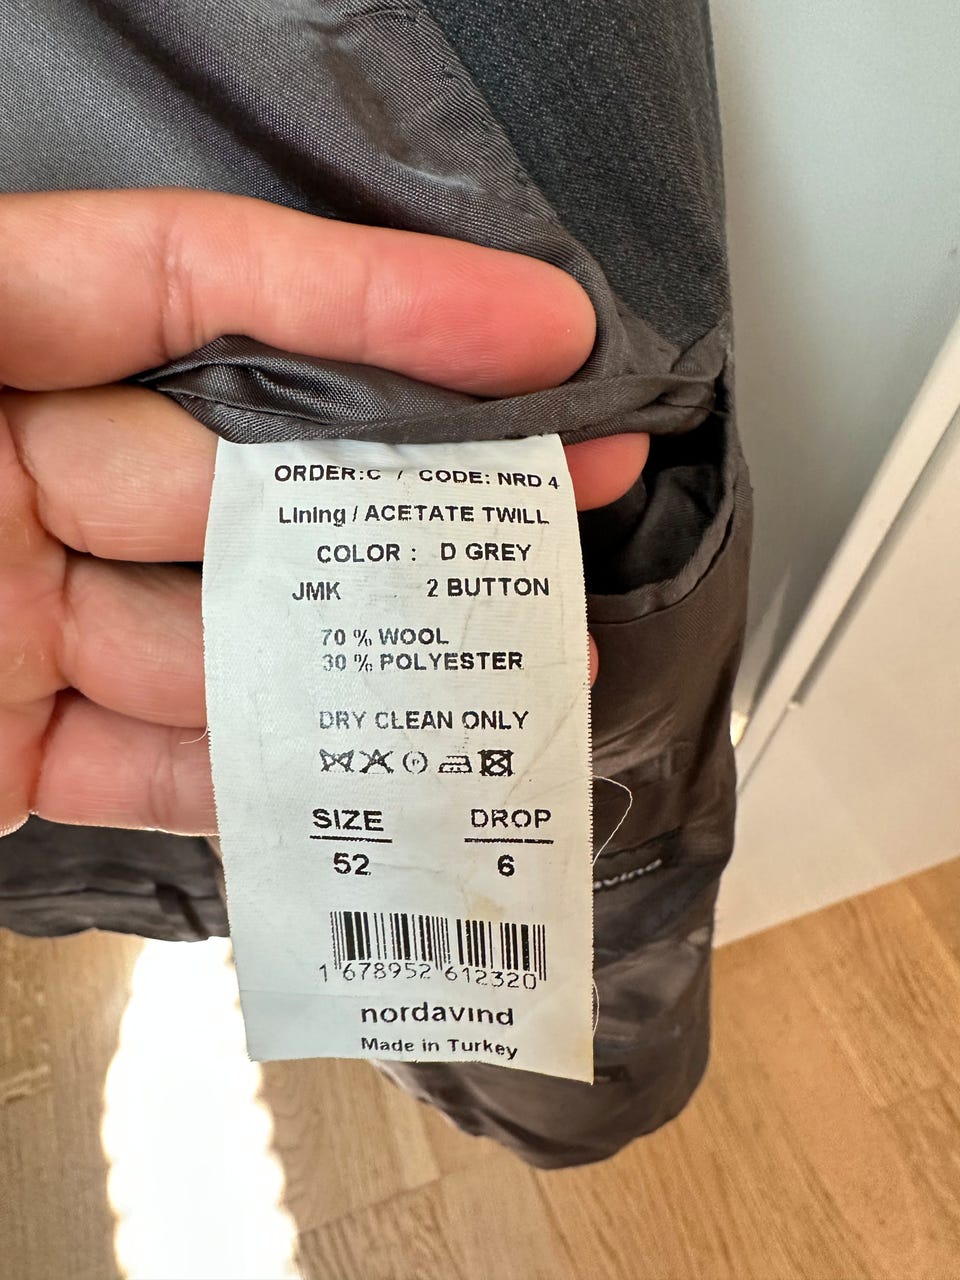 ORDER:C / CODE: NRD 4
Lining / ACETATE TWILL
COLOR : D GREY
JMK 2 BUTTON
70 % WOOL
30 % POLYESTER
DRY CLEAN ONLY
P
SIZE DROP
52 6
1 678952 612320
nordavind
Made in Turkey